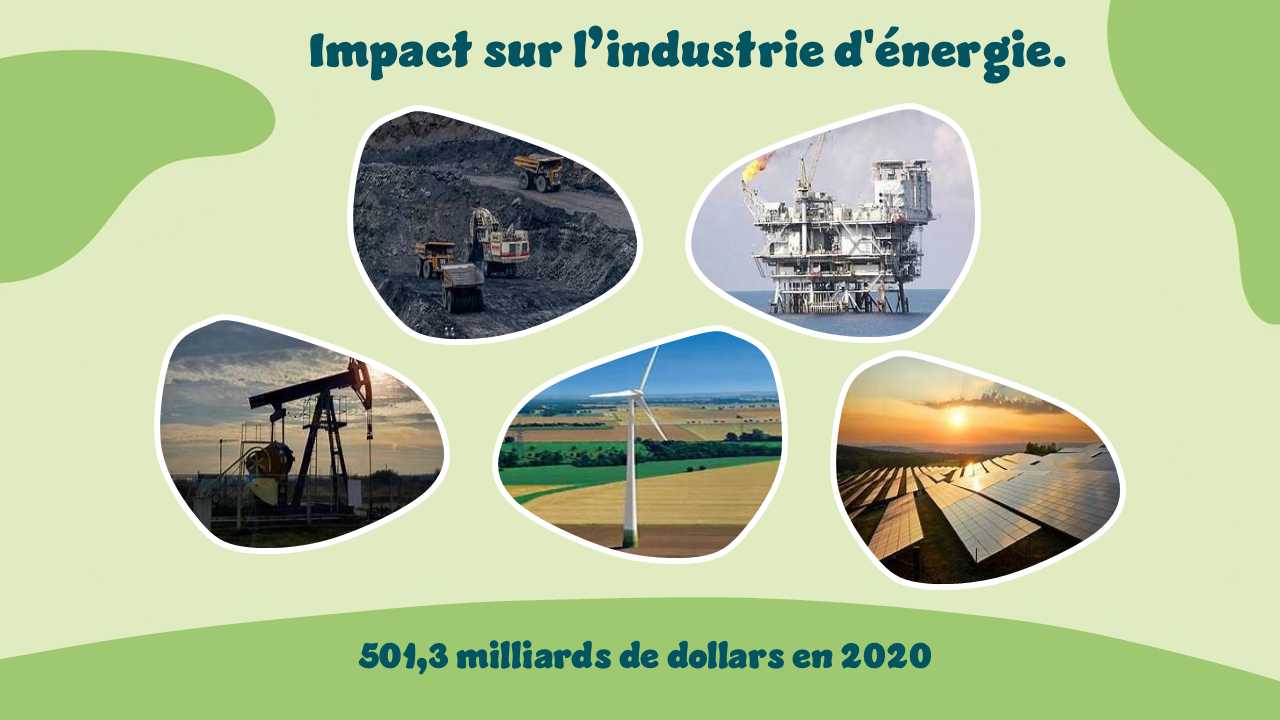 Impact sur l’industrie d'énergie.
501,3 milliards de dollars en 2020